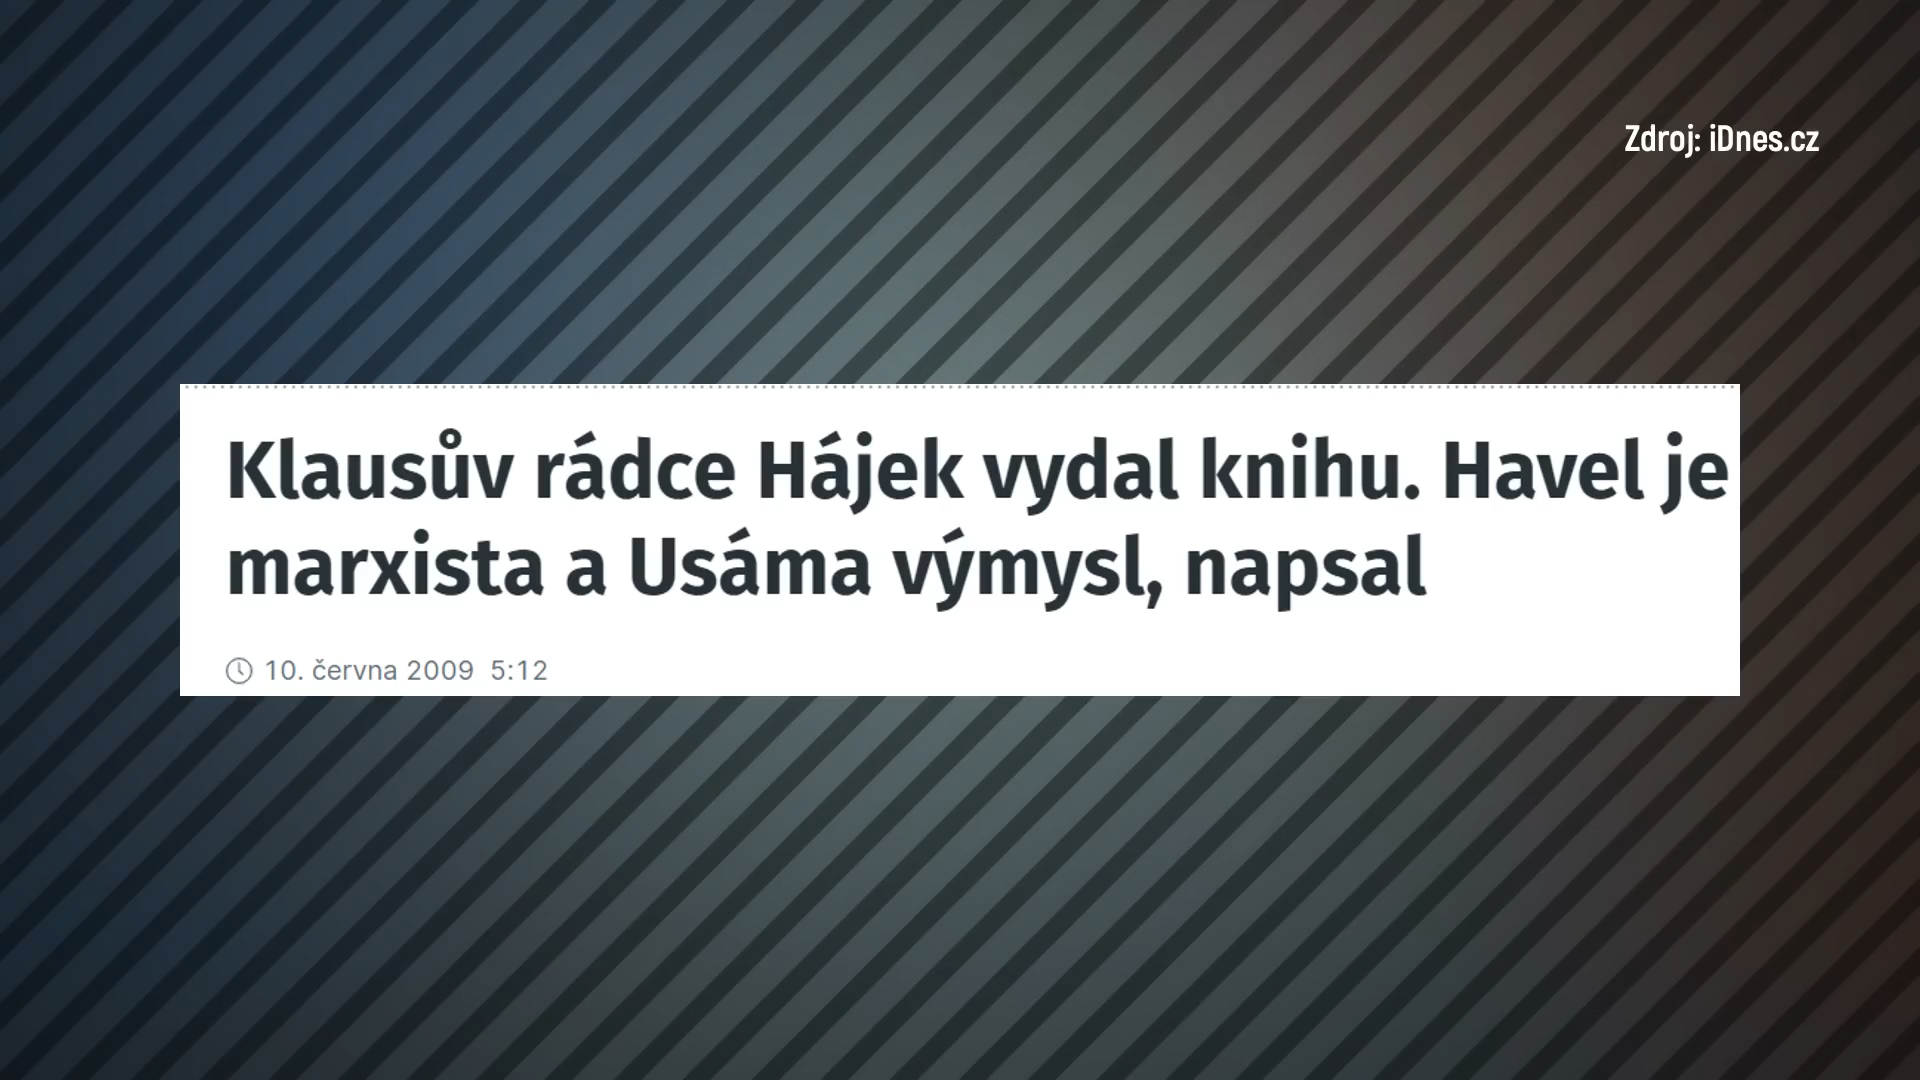 Zdroj: iDnes.cz
Klausův rádce Hájek vydal knihu. Havel je
marxista a Usáma výmysl, napsal
10. června 2009 5:12